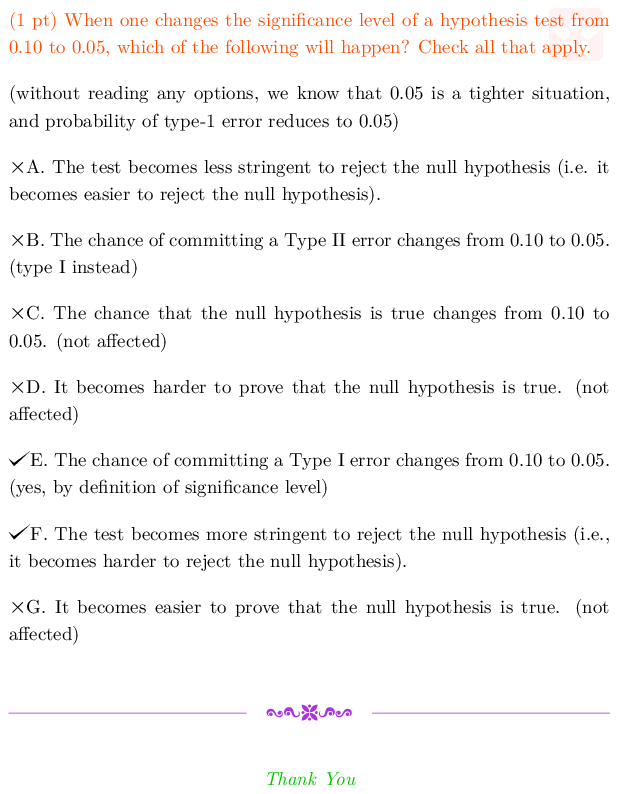 (1 pt) When one changes the significance level of a hypothesis test from
0.10 to 0.05, which of the following will happen? Check all that apply.
(without reading any options, we know that 0.05 is a tighter situation,
and probability of type-1 error reduces to 0.05)
×A. The test becomes less stringent to reject the null hypothesis (i.e. it
becomes easier to reject the null hypothesis).
×B. The chance of committing a Type II error changes from 0.10 to 0.05.
(type I instead)
×C. The chance that the null hypothesis is true changes from 0.10 to
0.05. (not affected)
×D. It becomes harder to prove that the null hypothesis is true. (not
affected)
✓E. The chance of committing a Type I error changes from 0.10 to 0.05.
(yes, by definition of significance level)
✓F. The test becomes more stringent to reject the null hypothesis (i.e.,
it becomes harder to reject the null hypothesis).
×G. It becomes easier to prove that the null hypothesis is true. (not
affected)
Thank You